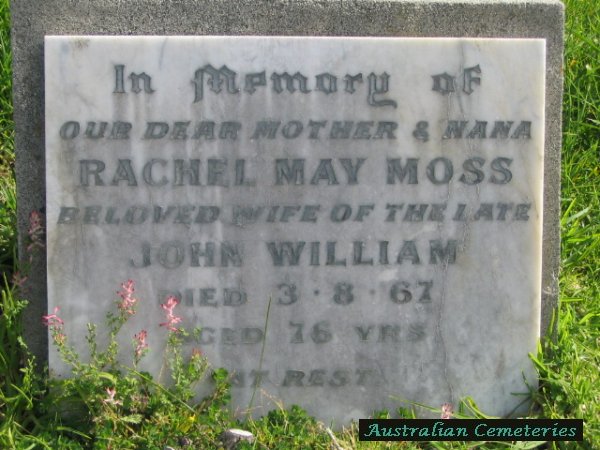 In Memory of
OUR DEAR MOTHER & NANA
RACHEL MAY MOSS
BELOVED WIFE OF THE LATE
JOHN WILLIAM
DIED 3 · 8 · 67
AGED 76 YRS
AT REST
Australian Cemeteries